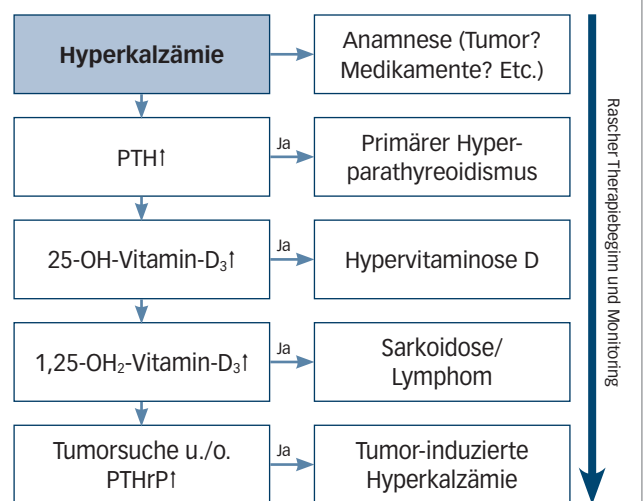 Hyperkalzämie
Anamnese (Tumor?
Medikamente? Etc.)
PTH↑
Ja
Primärer Hyper-
parathyreoidismus
25-OH-Vitamin-D₃↑
Ja
Hypervitaminose D
1,25-OH₂-Vitamin-D₃↑
Ja
Sarkoidose/
Lymphom
Tumorsuche u./o.
PTHrP↑
Ja
Tumor-induzierte
Hyperkalzämie
Rascher Therapiebeginn und Monitoring